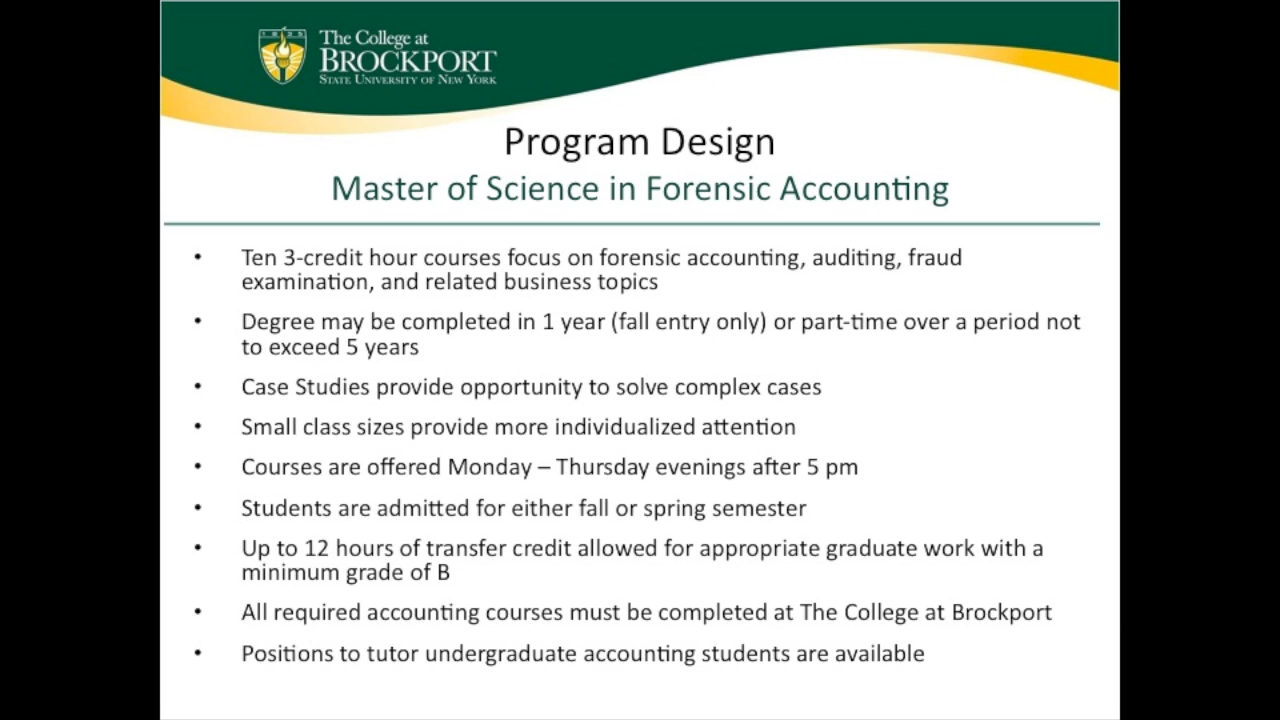 1835
The College at
BROCKPORT
STATE UNIVERSITY OF NEW YORK
Program Design
Master of Science in Forensic Accounting
• Ten 3-credit hour courses focus on forensic accounting, auditing, fraud
examination, and related business topics
• Degree may be completed in 1 year (fall entry only) or part-time over a period not
to exceed 5 years
• Case Studies provide opportunity to solve complex cases
• Small class sizes provide more individualized attention
• Courses are offered Monday – Thursday evenings after 5 pm
• Students are admitted for either fall or spring semester
• Up to 12 hours of transfer credit allowed for appropriate graduate work with a
minimum grade of B
• All required accounting courses must be completed at The College at Brockport
• Positions to tutor undergraduate accounting students are available